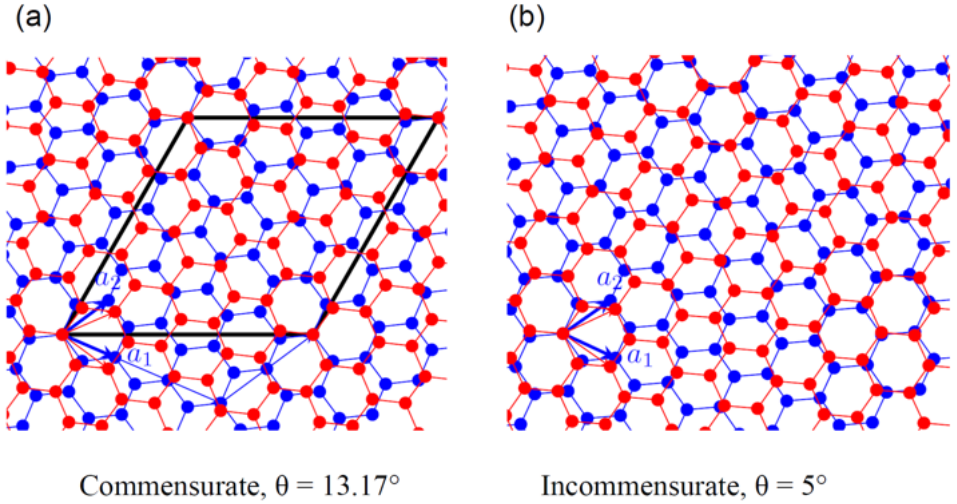 (a)
(b)
a2
a1
a2
a1
Commensurate, θ = 13.17°
Incommensurate, θ = 5°